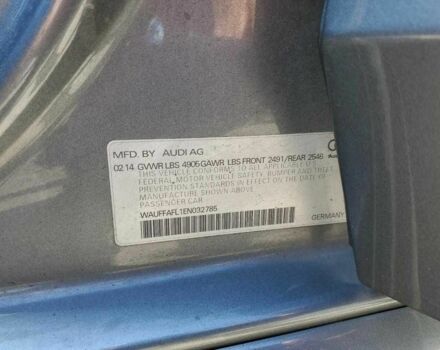 MFD. BY AUDI AG
02 14 GVWR LBS 4905 GAWR LBS FRONT 2491/REAR 2546
THIS VEHICLE CONFORMS TO ALL APPLICABLE U.S.
FEDERAL MOTOR VEHICLE SAFETY, BUMPER AND THEFT
PREVENTION STANDARDS IN EFFECT ON THE DATE OF
MANUFACTURE SHOWN ABOVE.
PASSENGER CAR
WAUFFAFL1EN032785
GERMANY